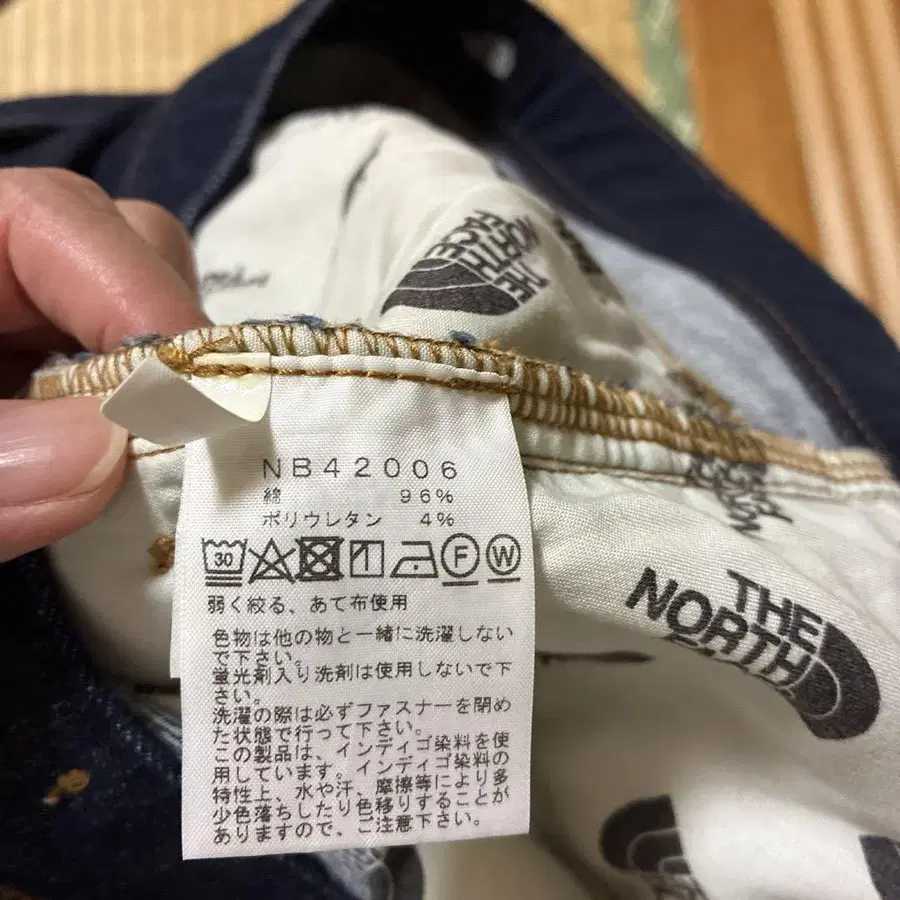 THE
NORTH
FACE
NB42006
綿 96%
ポリウレタン 4%
30
F W
弱く絞る、あて布使用
色物は他の物と一緒に洗濯しない
で下さい。
蛍光剤入り洗剤は使用しないで下
さい。
洗濯の際は必ずファスナーを閉め
た状態で行って下さい。
この製品は、インディゴ染料を使
用しています。インディゴ染料の
特性上、水や汗、摩擦等により多
少色落ちしたり色移りすることが
ありますので、ご注意下さい。
THE
NORTH